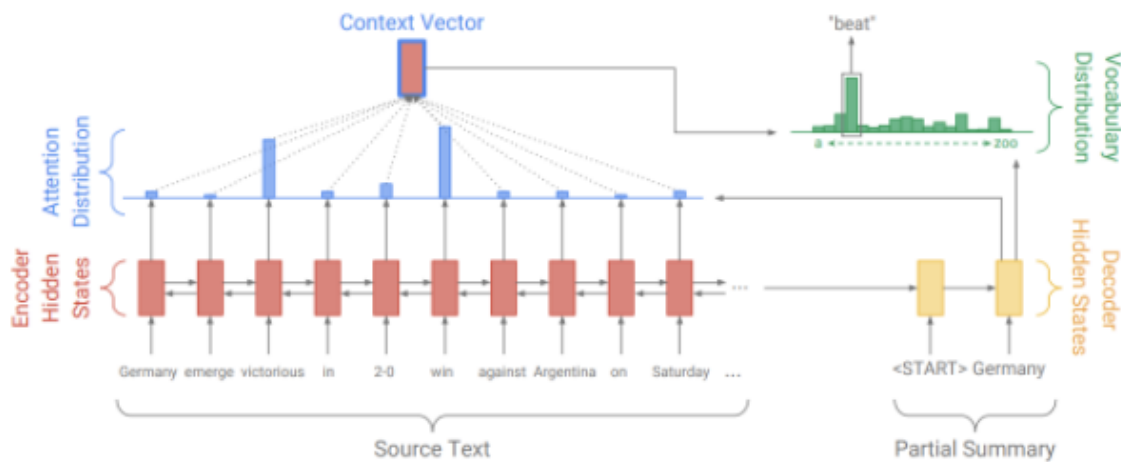 Context Vector
"beat"
Vocabulary
Distribution
a
zoo
Attention
Distribution
Encoder
Hidden
States
...
Decoder
Hidden States
Germany emerge victorious in 2-0 win against Argentina on Saturday ...
<START> Germany
Source Text
Partial Summary